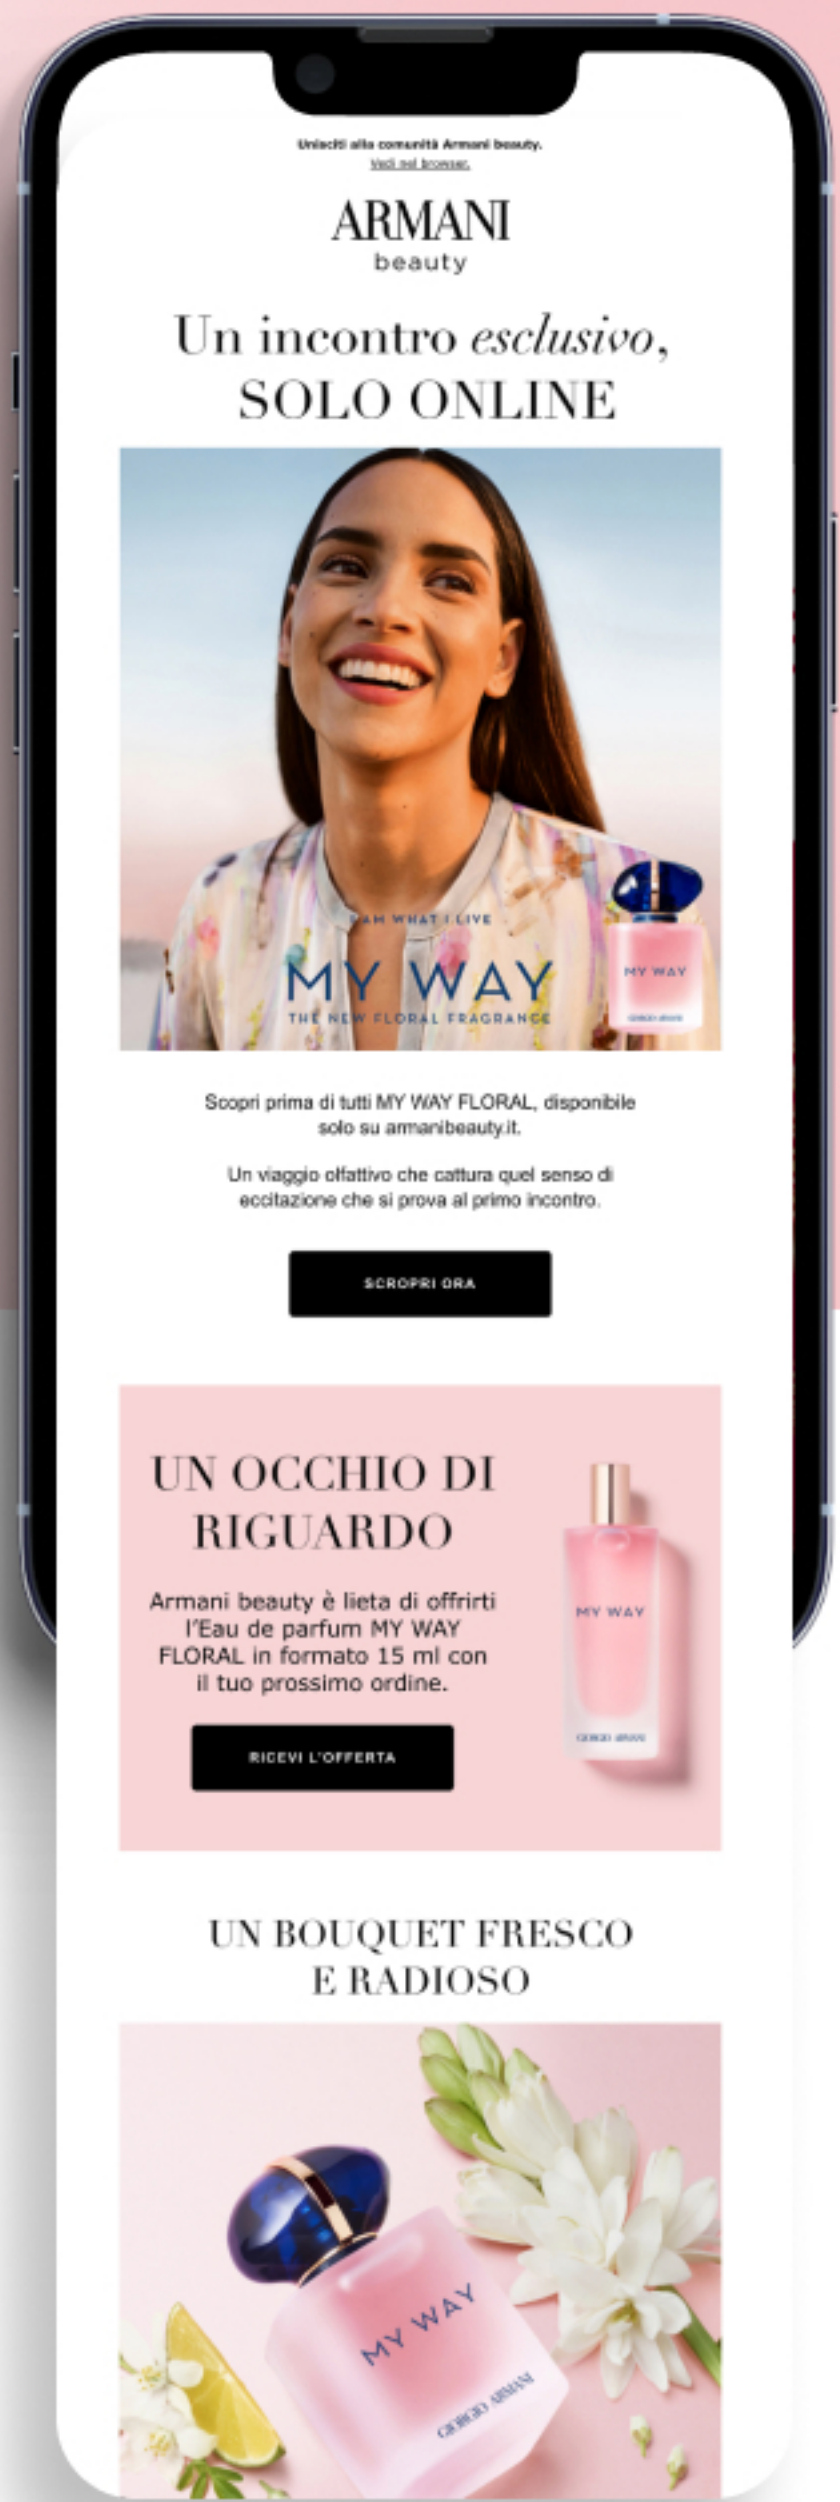 Unisciti alla comunità Armani beauty.
Vedi nel browser.
ARMANI
beauty
Un incontro esclusivo,
SOLO ONLINE
I AM WHAT I LIVE
MY WAY
THE NEW FLORAL FRAGRANCE
MY WAY
GIORGIO ARMANI
Scopri prima di tutti MY WAY FLORAL, disponibile
solo su armanibeauty.it.
Un viaggio olfattivo che cattura quel senso di
eccitazione che si prova al primo incontro.
SCROPRI ORA
UN OCCHIO DI
RIGUARDO
Armani beauty è lieta di offrirti
l'Eau de parfum MY WAY
FLORAL in formato 15 ml con
il tuo prossimo ordine.
RICEVI L'OFFERTA
MY WAY
GIORGIO ARMANI
UN BOUQUET FRESCO
E RADIOSO
MY WAY
GIORGIO ARMANI